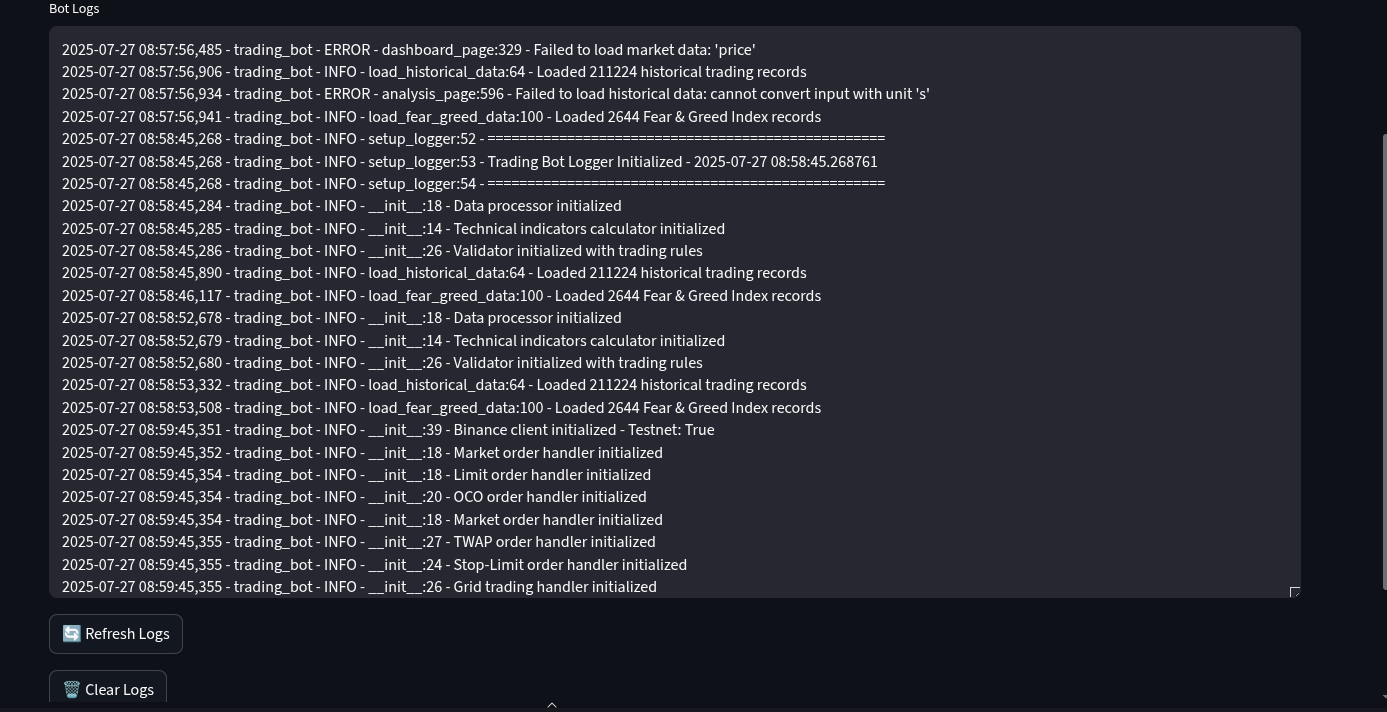 Bot Logs
2025-07-27 08:57:56,485 - trading_bot - ERROR - dashboard_page:329 - Failed to load market data: 'price'
2025-07-27 08:57:56,906 - trading_bot - INFO - load_historical_data:64 - Loaded 211224 historical trading records
2025-07-27 08:57:56,934 - trading_bot - ERROR - analysis_page:596 - Failed to load historical data: cannot convert input with unit 's'
2025-07-27 08:57:56,941 - trading_bot - INFO - load_fear_greed_data:100 - Loaded 2644 Fear & Greed Index records
2025-07-27 08:58:45,268 - trading_bot - INFO - setup_logger:52 - ==================================================
2025-07-27 08:58:45,268 - trading_bot - INFO - setup_logger:53 - Trading Bot Logger Initialized - 2025-07-27 08:58:45.268761
2025-07-27 08:58:45,268 - trading_bot - INFO - setup_logger:54 - ==================================================
2025-07-27 08:58:45,284 - trading_bot - INFO - __init__:18 - Data processor initialized
2025-07-27 08:58:45,285 - trading_bot - INFO - __init__:14 - Technical indicators calculator initialized
2025-07-27 08:58:45,286 - trading_bot - INFO - __init__:26 - Validator initialized with trading rules
2025-07-27 08:58:45,890 - trading_bot - INFO - load_historical_data:64 - Loaded 211224 historical trading records
2025-07-27 08:58:46,117 - trading_bot - INFO - load_fear_greed_data:100 - Loaded 2644 Fear & Greed Index records
2025-07-27 08:58:52,678 - trading_bot - INFO - __init__:18 - Data processor initialized
2025-07-27 08:58:52,679 - trading_bot - INFO - __init__:14 - Technical indicators calculator initialized
2025-07-27 08:58:52,680 - trading_bot - INFO - __init__:26 - Validator initialized with trading rules
2025-07-27 08:58:53,332 - trading_bot - INFO - load_historical_data:64 - Loaded 211224 historical trading records
2025-07-27 08:58:53,508 - trading_bot - INFO - load_fear_greed_data:100 - Loaded 2644 Fear & Greed Index records
2025-07-27 08:59:45,351 - trading_bot - INFO - __init__:39 - Binance client initialized - Testnet: True
2025-07-27 08:59:45,352 - trading_bot - INFO - __init__:18 - Market order handler initialized
2025-07-27 08:59:45,354 - trading_bot - INFO - __init__:18 - Limit order handler initialized
2025-07-27 08:59:45,354 - trading_bot - INFO - __init__:20 - OCO order handler initialized
2025-07-27 08:59:45,354 - trading_bot - INFO - __init__:18 - Market order handler initialized
2025-07-27 08:59:45,355 - trading_bot - INFO - __init__:27 - TWAP order handler initialized
2025-07-27 08:59:45,355 - trading_bot - INFO - __init__:24 - Stop-Limit order handler initialized
2025-07-27 08:59:45,355 - trading_bot - INFO - __init__:26 - Grid trading handler initialized
Refresh Logs
Clear Logs